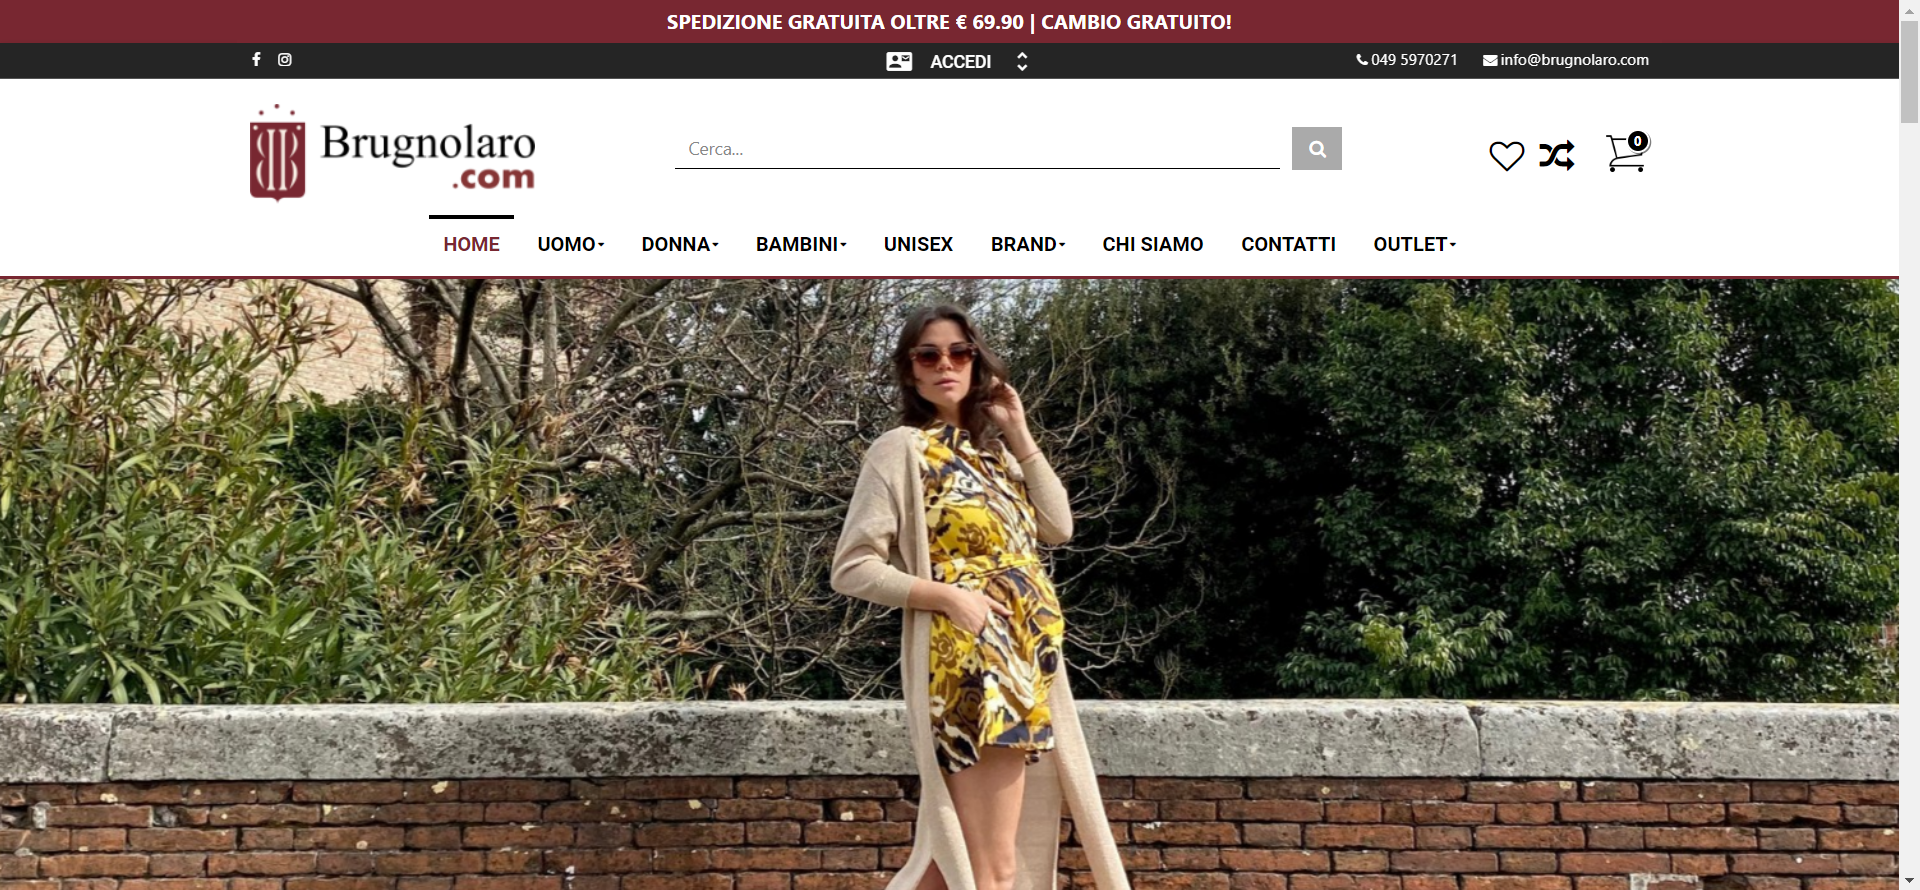 SPEDIZIONE GRATUITA OLTRE € 69.90 | CAMBIO GRATUITO!
ACCEDI
049 5970271
info@brugnolaro.com
Brugnolaro
.com
Cerca...
0
HOME
UOMO
DONNA
BAMBINI
UNISEX
BRAND
CHI SIAMO
CONTATTI
OUTLET